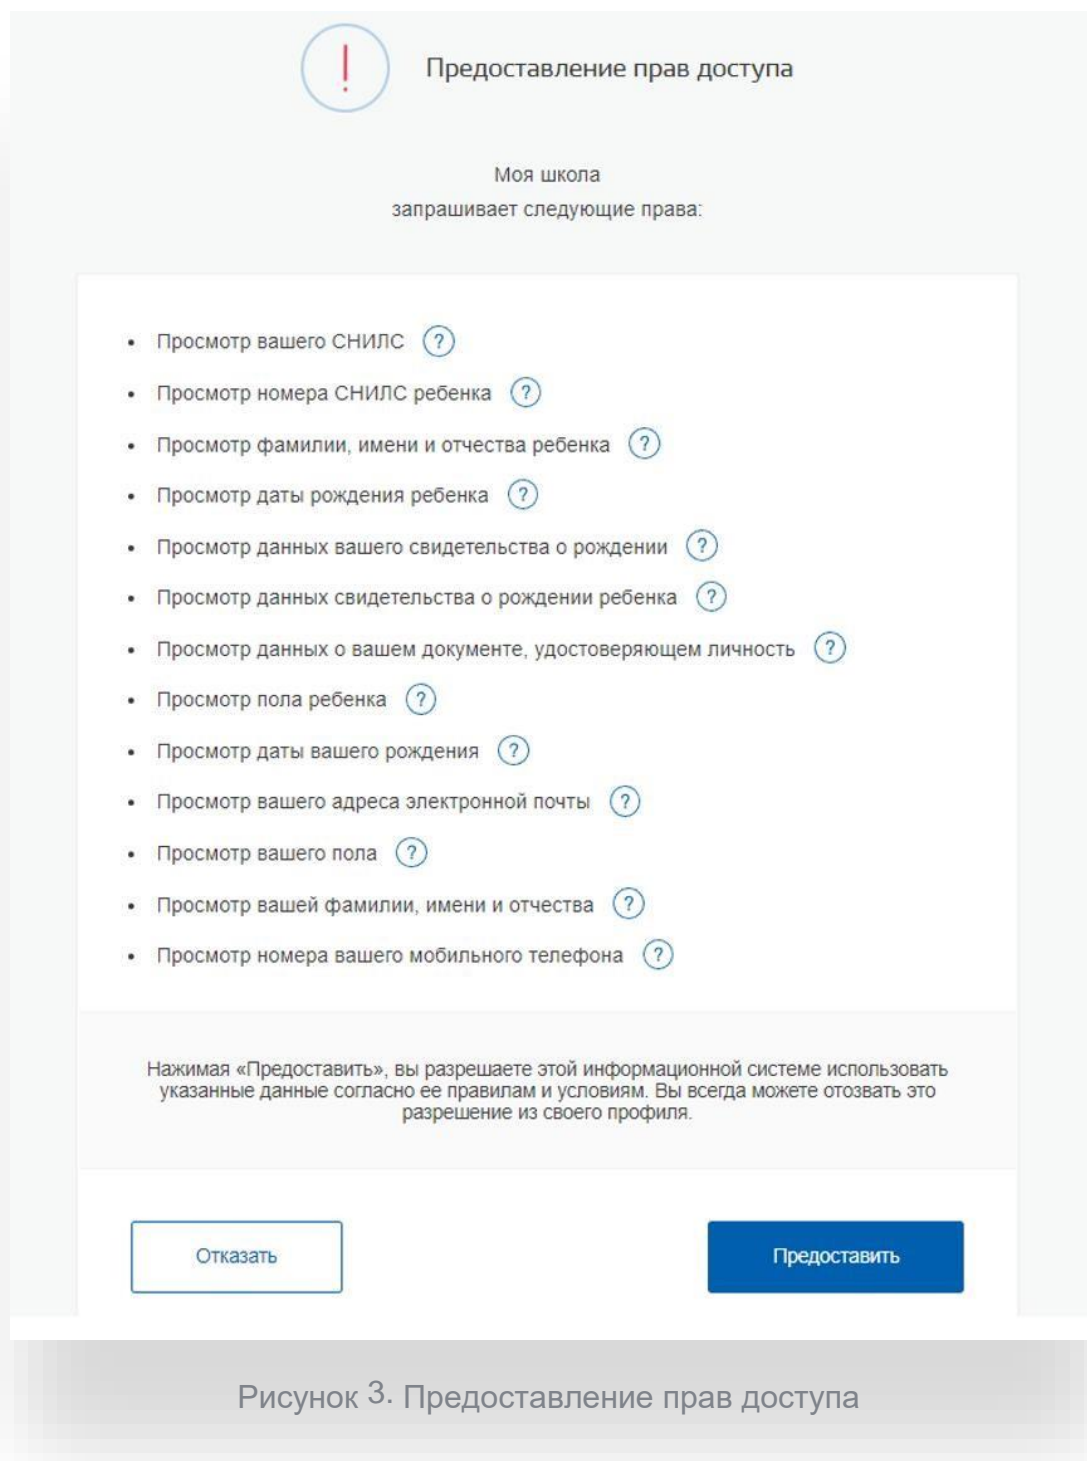 Предоставление прав доступа
Моя школа
запрашивает следующие права:
• Просмотр вашего СНИЛС ?
• Просмотр номера СНИЛС ребенка ?
• Просмотр фамилии, имени и отчества ребенка ?
• Просмотр даты рождения ребенка ?
• Просмотр данных вашего свидетельства о рождении ?
• Просмотр данных свидетельства о рождении ребенка ?
• Просмотр данных о вашем документе, удостоверяющем личность ?
• Просмотр пола ребенка ?
• Просмотр даты вашего рождения ?
• Просмотр вашего адреса электронной почты ?
• Просмотр вашего пола ?
• Просмотр вашей фамилии, имени и отчества ?
• Просмотр номера вашего мобильного телефона ?
Нажимая «Предоставить», вы разрешаете этой информационной системе использовать
указанные данные согласно ее правилам и условиям. Вы всегда можете отозвать это
разрешение из своего профиля.
Отказать
Предоставить
Рисунок 3. Предоставление прав доступа